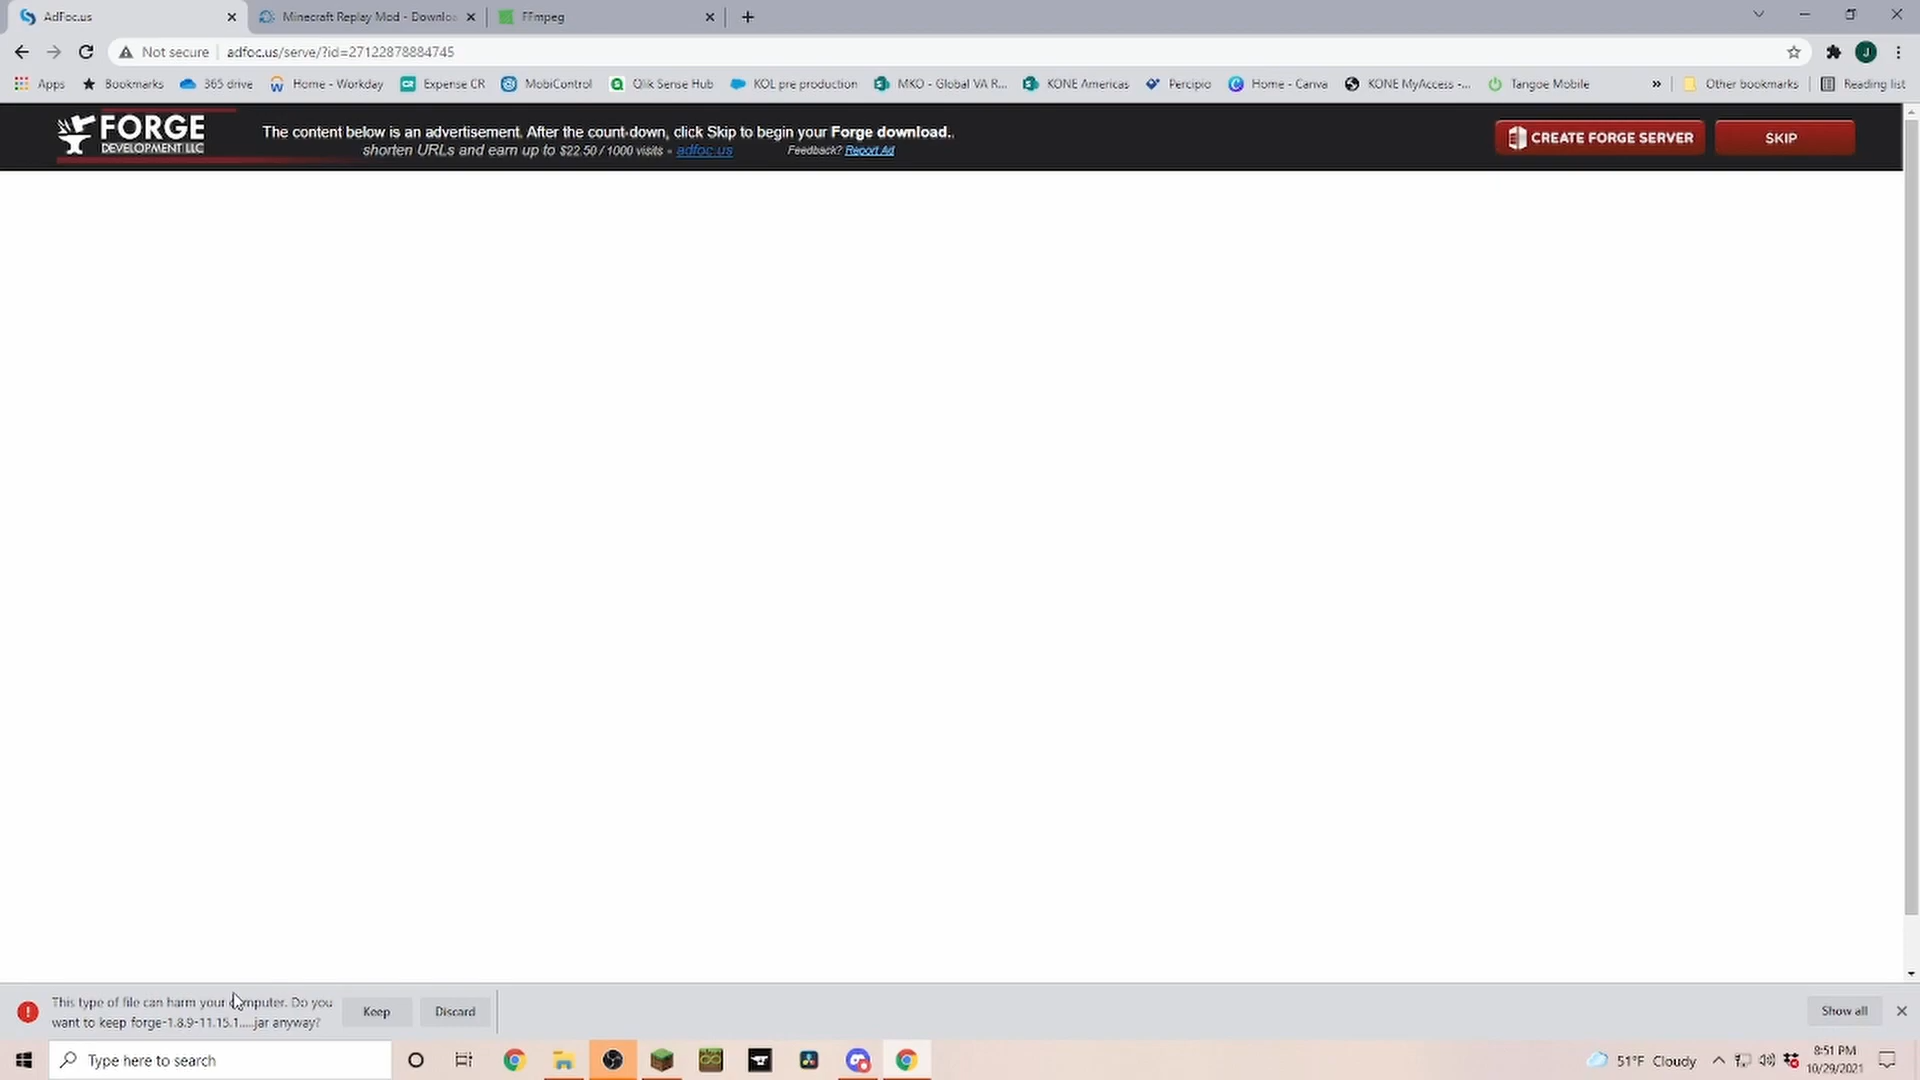 AdFoc.us
Minecraft Replay Mod - Downloa
FFmpeg
Not secure
adfoc.us/serve/?id=27122878884745
Apps
Bookmarks
365 drive
Home - Workday
Expense CR
MobiControl
Qlik Sense Hub
KOL pre production
MKO - Global VA R...
KONE Americas
Percipio
Home - Canva
KONE MyAccess -...
Tangoe Mobile
»
Other bookmarks
Reading list
FORGE
DEVELOPMENT LLC
The content below is an advertisement. After the count-down, click Skip to begin your Forge download..
shorten URLs and earn up to $22.50 / 1000 visits - adfoc.us
Feedback? Report Ad
CREATE FORGE SERVER
SKIP
This type of file can harm your computer. Do you
want to keep forge-1.8.9-11.15.1....jar anyway?
Keep
Discard
Show all
Type here to search
51°F Cloudy
8:51 PM
10/29/2021